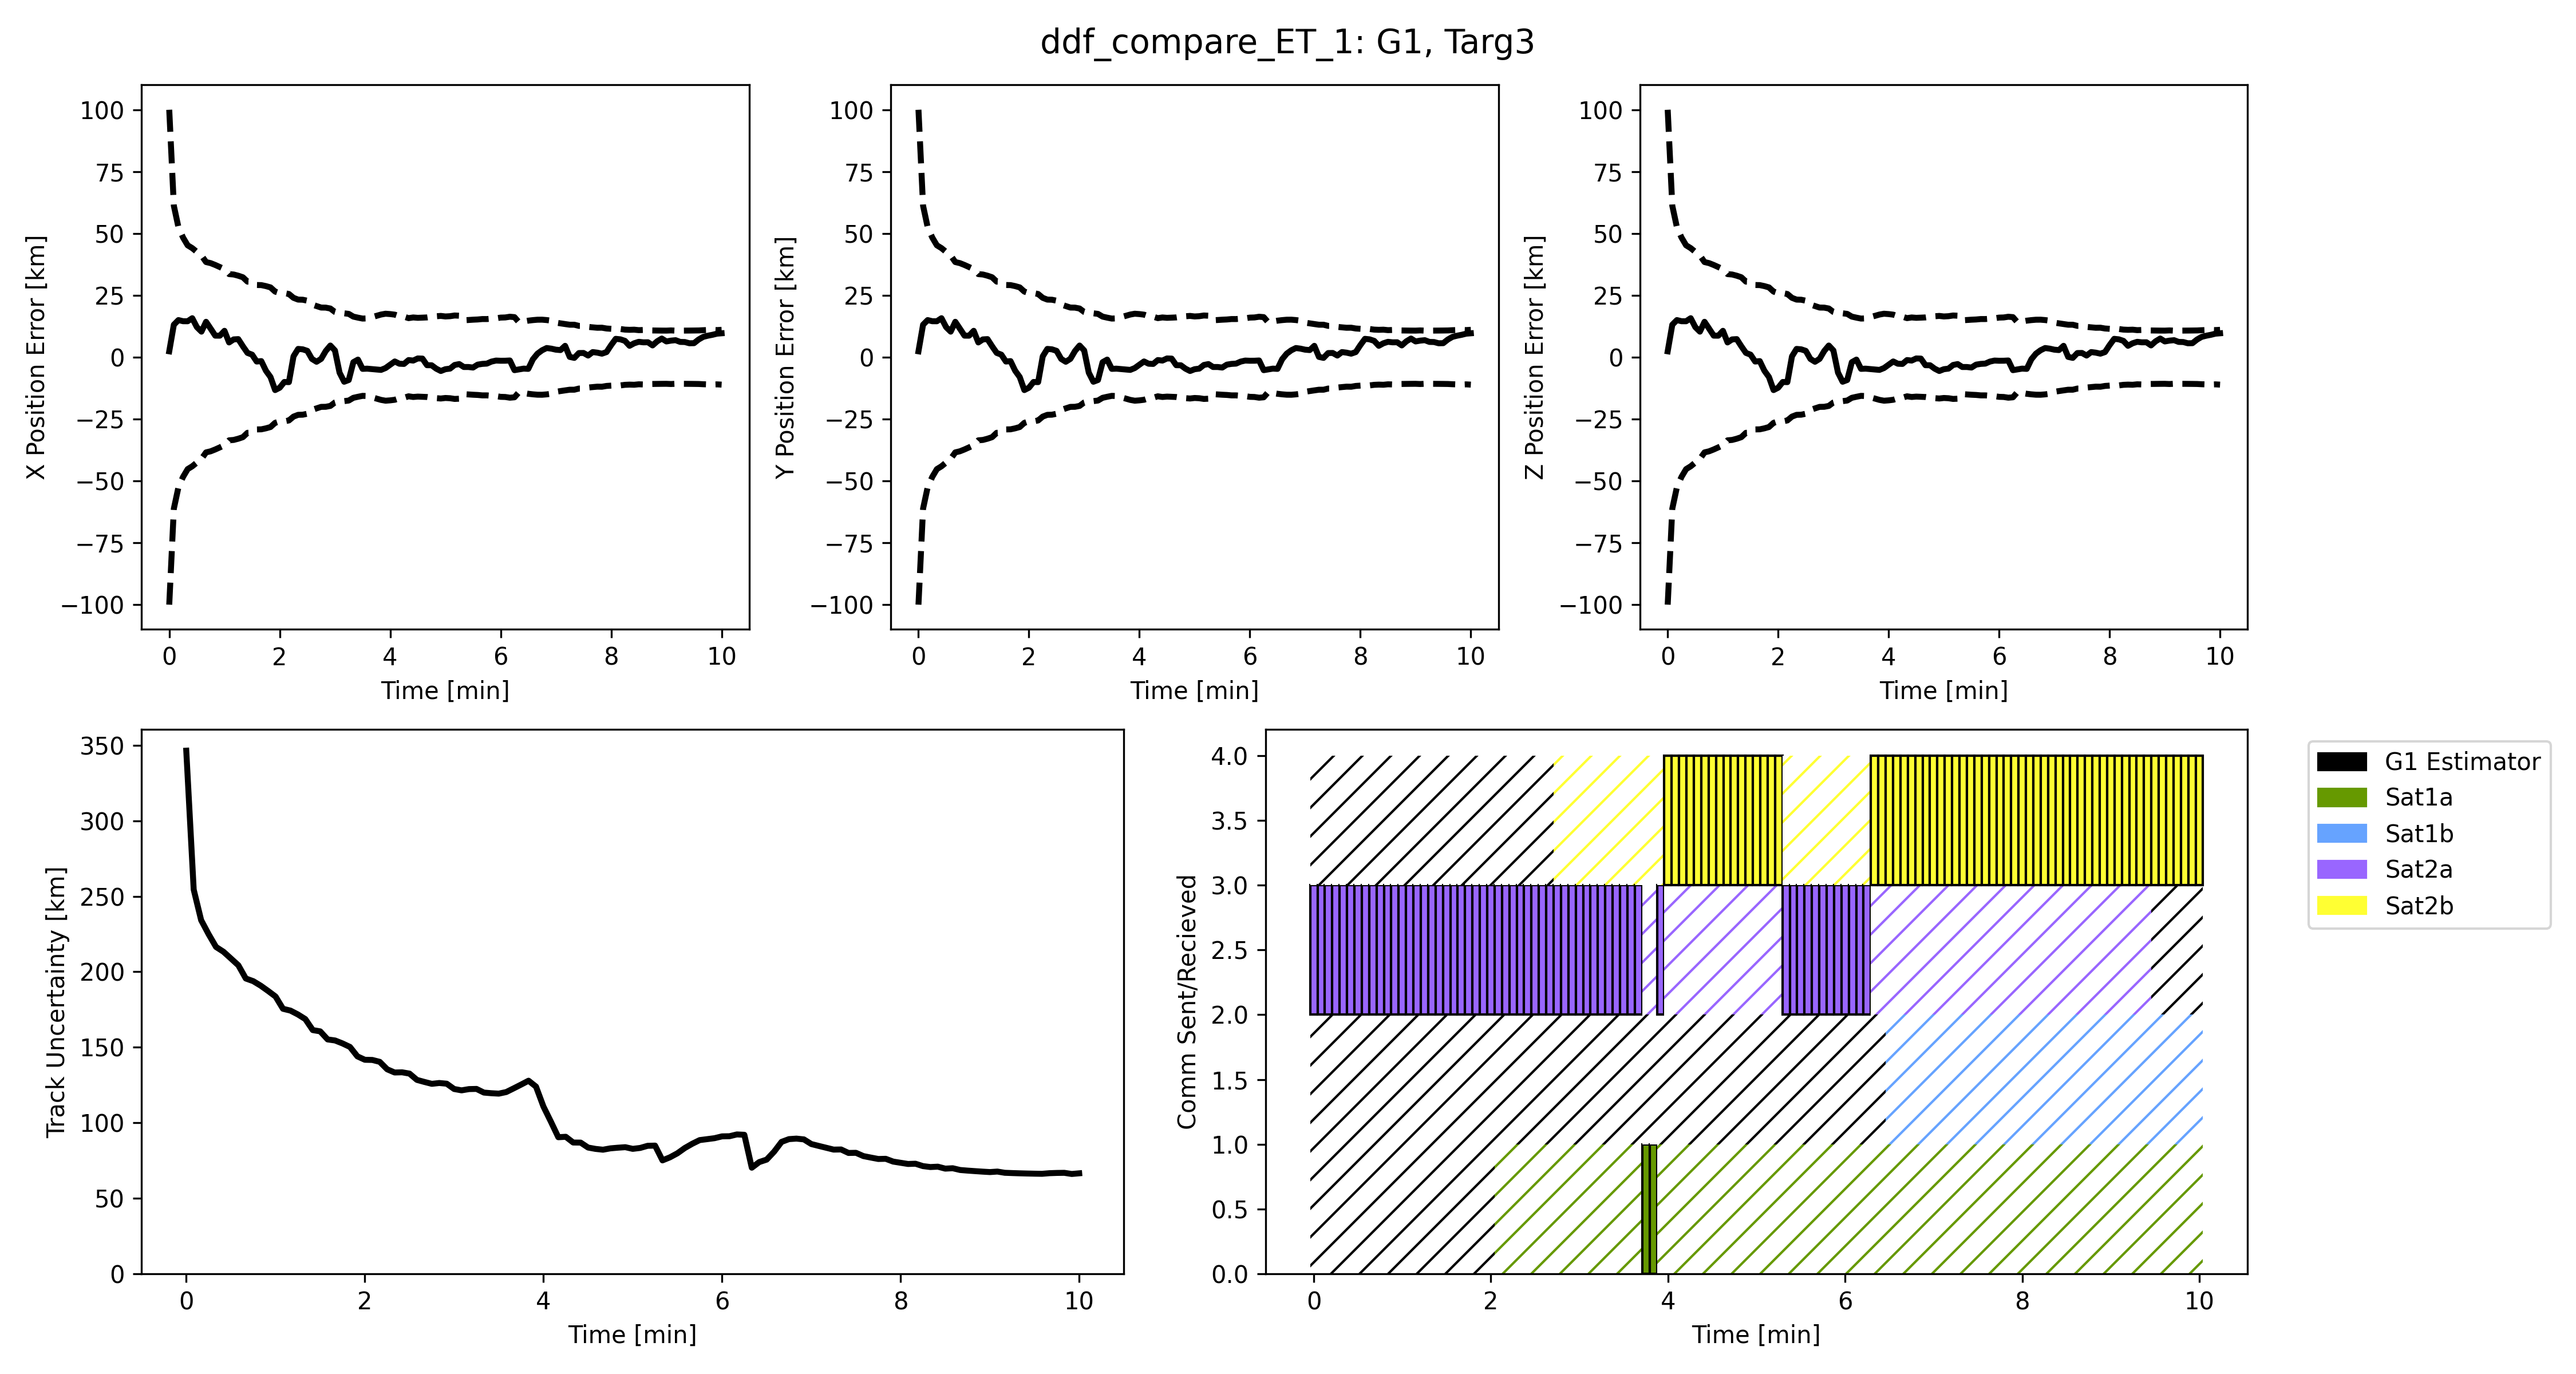 ddf_compare_ET_1: G1, Targ3
X Position Error [km]
100
75
50
25
0
−25
−50
−75
−100
0 2 4 6 8 10
Time [min]
Y Position Error [km]
100
75
50
25
0
−25
−50
−75
−100
0 2 4 6 8 10
Time [min]
Z Position Error [km]
100
75
50
25
0
−25
−50
−75
−100
0 2 4 6 8 10
Time [min]
Track Uncertainty [km]
350
300
250
200
150
100
50
0
0 2 4 6 8 10
Time [min]
Comm Sent/Recieved
4.0
3.5
3.0
2.5
2.0
1.5
1.0
0.5
0.0
0 2 4 6 8 10
Time [min]
G1 Estimator
Sat1a
Sat1b
Sat2a
Sat2b